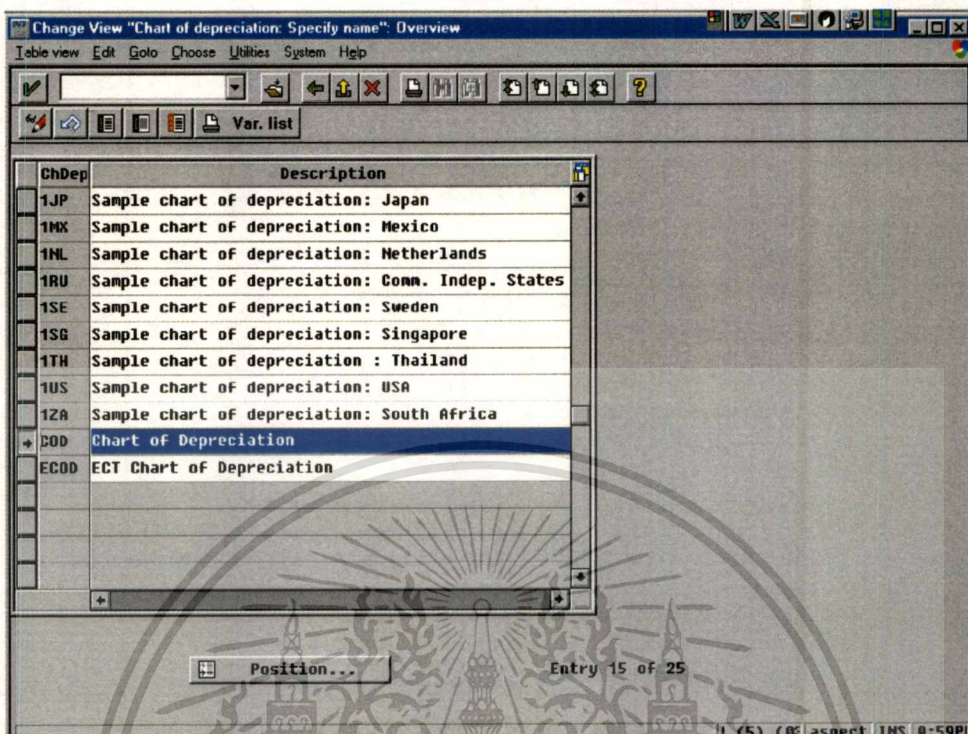 Change View "Chart of depreciation: Specify name": Overview
Table view Edit Goto Choose Utilities System Help
Var. list
ChDep Description
1JP Sample chart of depreciation: Japan
1MX Sample chart of depreciation: Mexico
1NL Sample chart of depreciation: Netherlands
1RU Sample chart of depreciation: Comm. Indep. States
1SE Sample chart of depreciation: Sweden
1SG Sample chart of depreciation: Singapore
1TH Sample chart of depreciation : Thailand
1US Sample chart of depreciation: USA
1ZA Sample chart of depreciation: South Africa
COD Chart of Depreciation
ECOD ECT Chart of Depreciation
Position... Entry 15 of 25
aspect INS